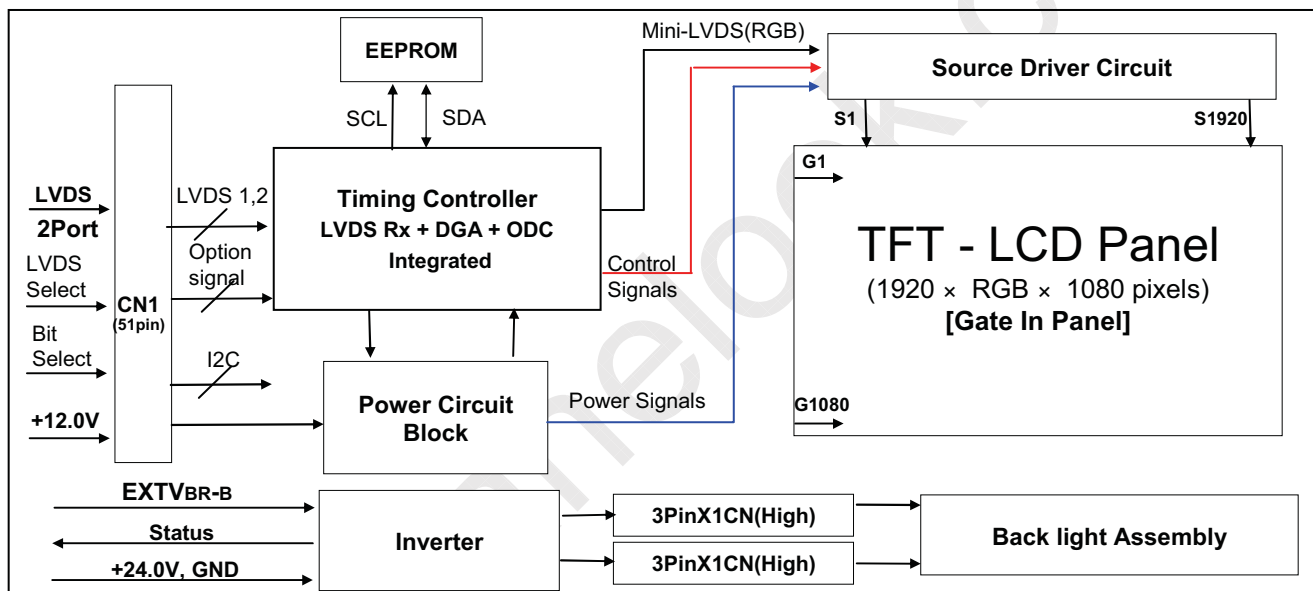 EEPROM
SCL
SDA
Mini-LVDS(RGB)
Source Driver Circuit
S1
S1920
LVDS
2Port
LVDS
Select
Bit
Select
+12.0V
CN1
(51pin)
LVDS 1,2
Option
signal
I2C
Timing Controller
LVDS Rx + DGA + ODC
Integrated
Control
Signals
Power Circuit
Block
Power Signals
G1
TFT - LCD Panel
(1920 × RGB × 1080 pixels)
[Gate In Panel]
G1080
EXTVBR-B
Status
+24.0V, GND
Inverter
3PinX1CN(High)
3PinX1CN(High)
Back light Assembly